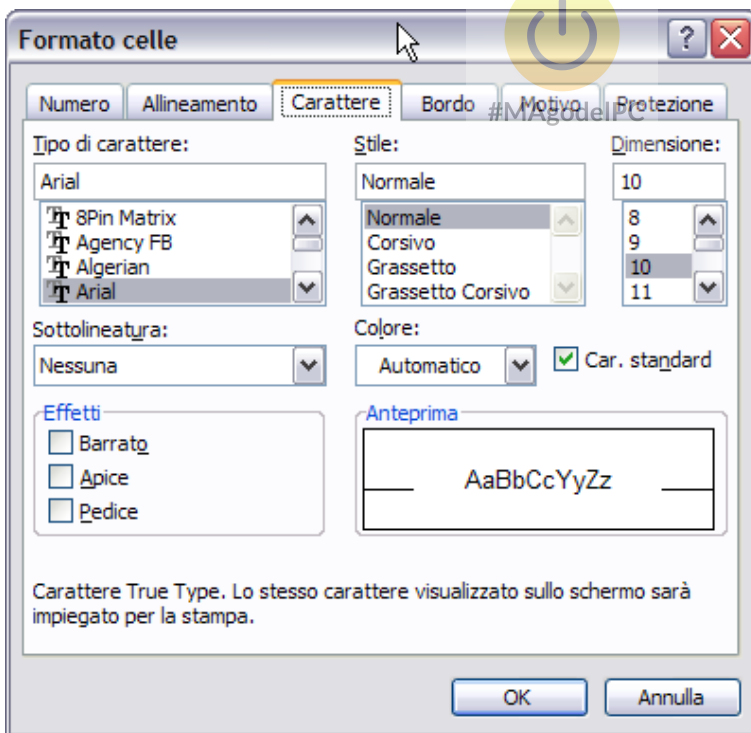 Formato celle
Numero Allineamento Carattere Bordo Motivo Protezione
#MAgodelPC
Tipo di carattere: Stile: Dimensione:
Arial Normale 10
8Pin Matrix Normale 8
Agency FB Corsivo 9
Algerian Grassetto 10
Arial Grassetto Corsivo 11
Sottolineatura: Colore:
Nessuna Automatico Car. standard
Effetti Anteprima
Barrato
Apice AaBbCcYyZz
Pedice
Carattere True Type. Lo stesso carattere visualizzato sullo schermo sarà
impiegato per la stampa.
OK Annulla